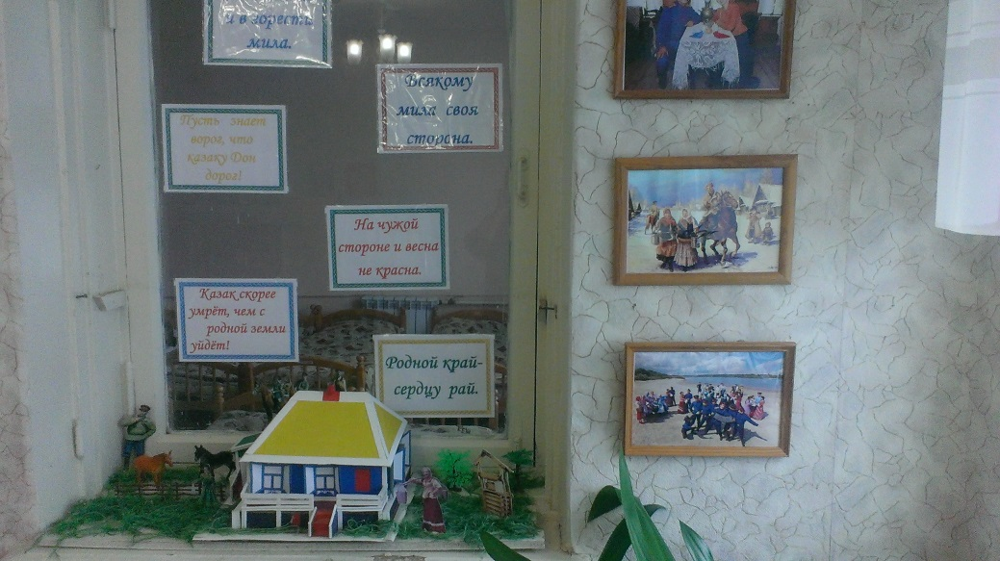 и в горести
мила.
Всякому
мила своя
сторона.
Пусть знает
ворог, что
казаку Дон
дорог!
На чужой
стороне и весна
не красна.
Казак скорее
умрёт, чем с
родной земли
уйдёт!
Родной край-
сердцу рай.